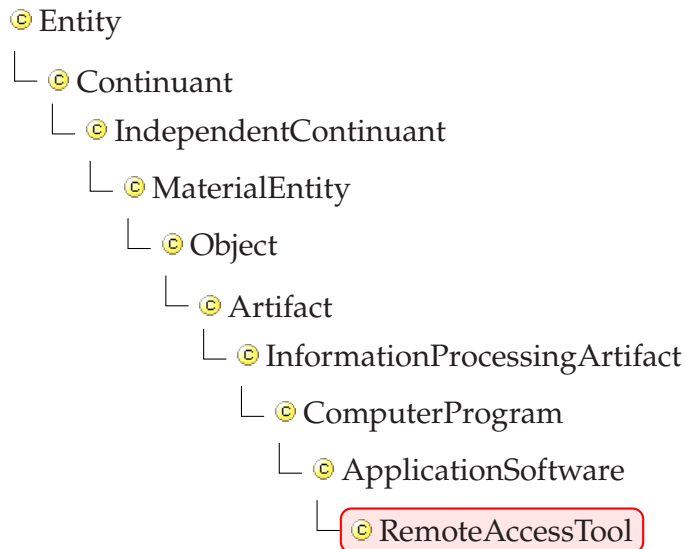 Entity
Continuant
IndependentContinuant
MaterialEntity
Object
Artifact
InformationProcessingArtifact
ComputerProgram
ApplicationSoftware
RemoteAccessTool